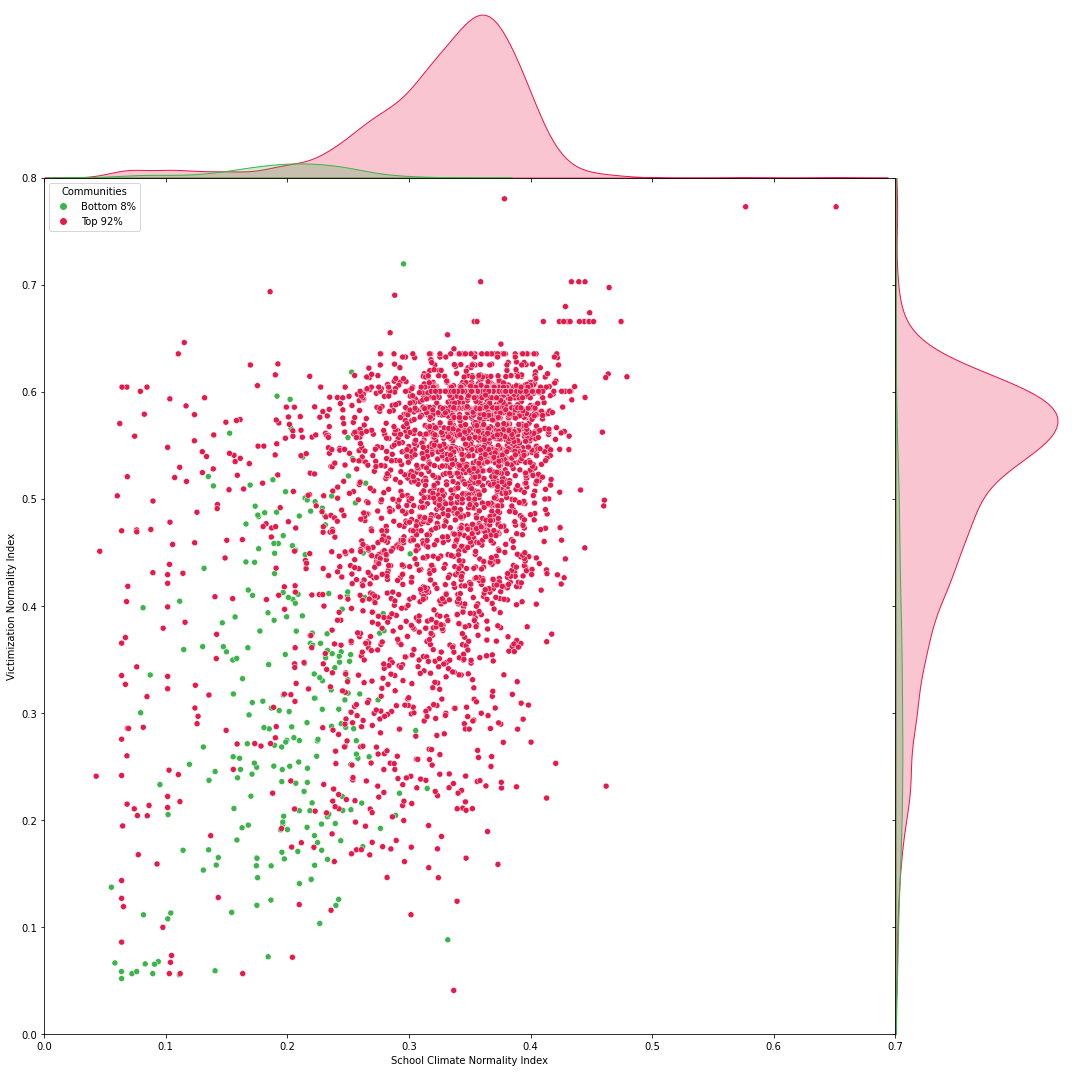 0.8
Communities
Bottom 8%
Top 92%
0.7
0.6
0.5
0.4
0.3
0.2
0.1
0.0
Victimization Normality Index
0.0 0.1 0.2 0.3 0.4 0.5 0.6 0.7
School Climate Normality Index